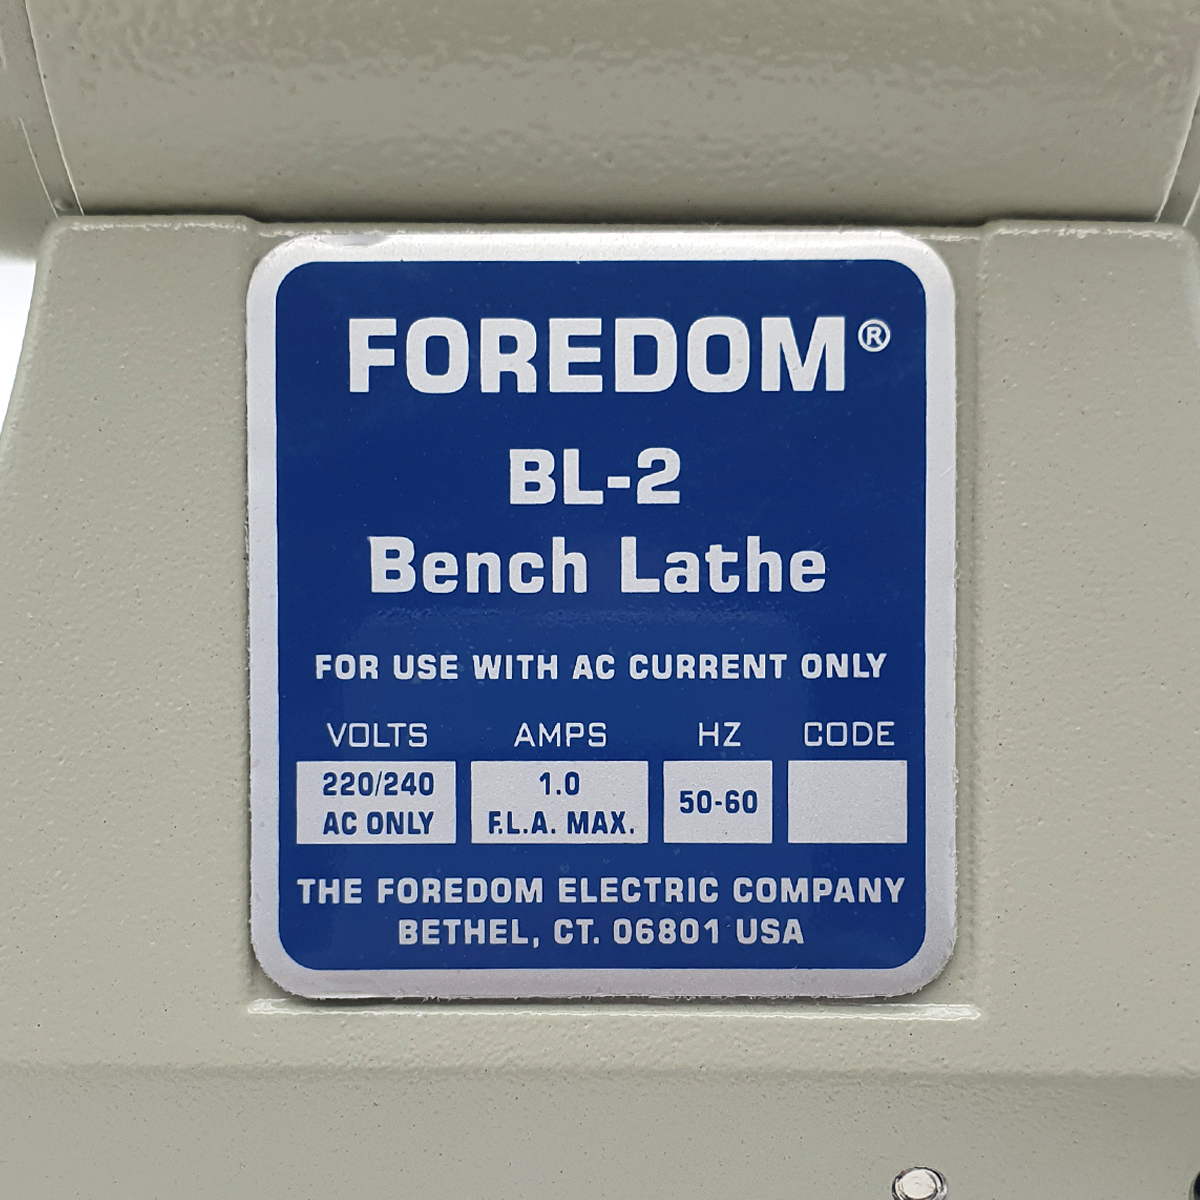 FOREDOM®
BL-2
Bench Lathe
FOR USE WITH AC CURRENT ONLY
VOLTS AMPS HZ CODE
220/240 1.0 50-60
AC ONLY F.L.A. MAX.
THE FOREDOM ELECTRIC COMPANY
BETHEL, CT. 06801 USA